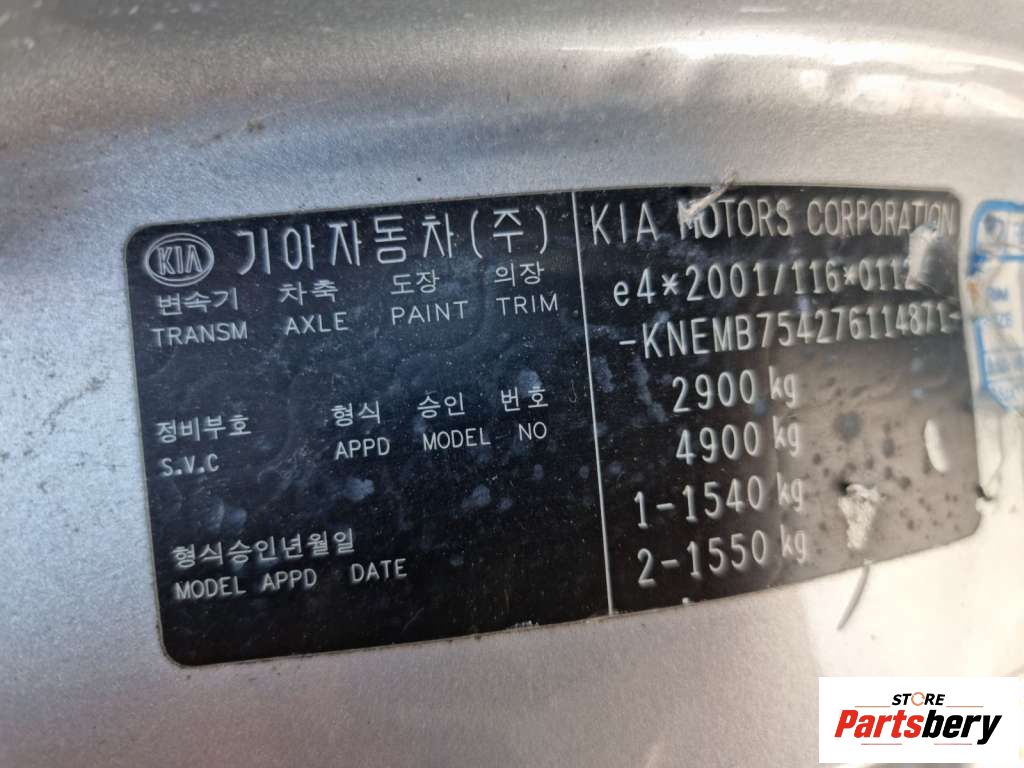 KIA 기아자동차(주)
변속기 차축 도장 의장
TRANSM AXLE PAINT TRIM
정비부호 형식 승인 번호
S.V.C APPD MODEL NO
형식승인년월일
MODEL APPD DATE
KIA MOTORS CORPORATION
e4*2001/116*0112
-KNEMB754276114871-
2900 kg
4900 kg
1-1540 kg
2-1550 kg
STORE
Partsbery